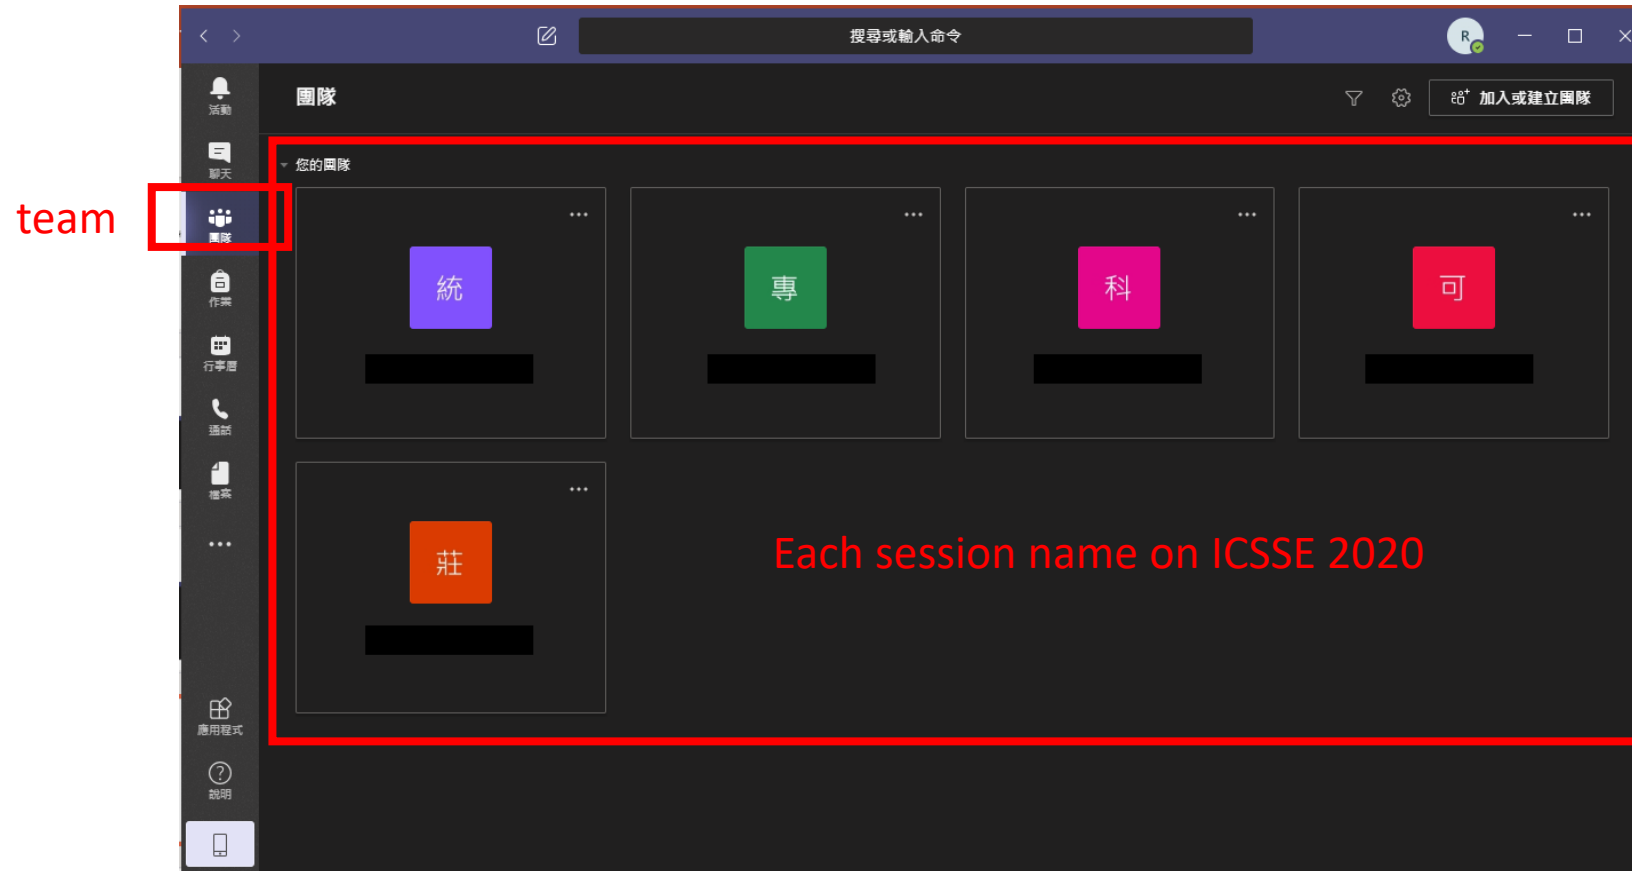 搜尋或輸入命令
R
活動
團隊
加入或建立團隊
聊天
您的團隊
team
團隊
統
專
科
可
作業
行事曆
通話
檔案
莊
Each session name on ICSSE 2020
應用程式
說明